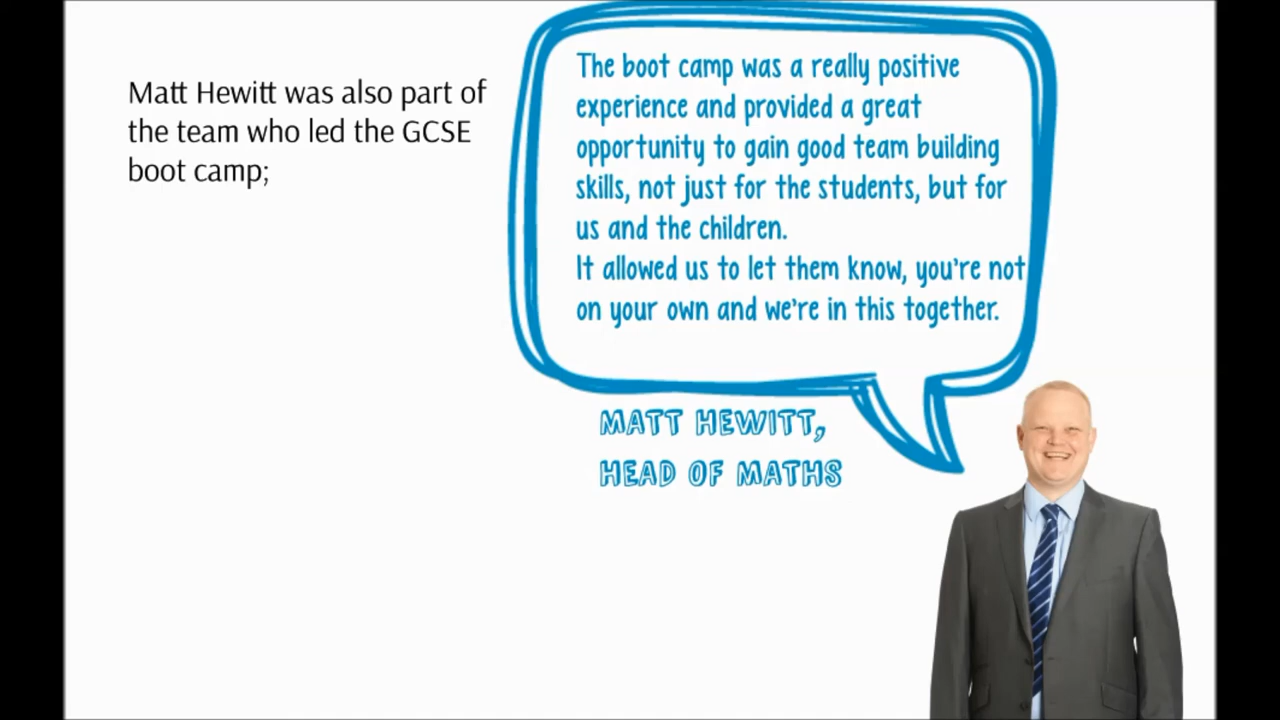 Matt Hewitt was also part of
the team who led the GCSE
boot camp;
The boot camp was a really positive
experience and provided a great
opportunity to gain good team building
skills, not just for the students, but for
us and the children.
It allowed us to let them know, you're not
on your own and we're in this together.
MATT HEWITT,
HEAD OF MATHS